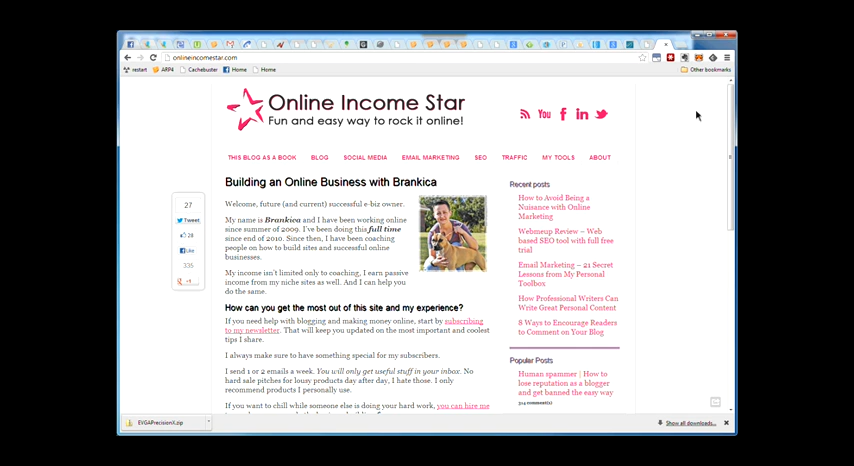 onlineincomestar.com
restart ARP4 Cachebuster Home Home Other bookmarks
Online Income Star
Fun and easy way to rock it online!
You
THIS BLOG AS A BOOK BLOG SOCIAL MEDIA EMAIL MARKETING SEO TRAFFIC MY TOOLS ABOUT
27
Tweet
28
Like
335
+1
Building an Online Business with Brankica
Welcome, future (and current) successful e-biz owner.
My name is Brankica and I have been working online
since summer of 2009. I've been doing this full time
since end of 2010. Since then, I have been coaching
people on how to build sites and successful online
businesses.
My income isn't limited only to coaching, I earn passive
income from my niche sites as well. And I can help you
do the same.
How can you get the most out of this site and my experience?
If you need help with blogging and making money online, start by subscribing
to my newsletter. That will keep you updated on the most important and coolest
tips I share.
I always make sure to have something special for my subscribers.
I send 1 or 2 emails a week. You will only get useful stuff in your inbox. No
hard sale pitches for lousy products day after day, I hate those. I only
recommend products I personally use.
If you want to chill while someone else is doing your hard work, you can hire me
Recent posts
How to Avoid Being a
Nuisance with Online
Marketing
Webmeup Review – Web
based SEO tool with full free
trial
Email Marketing – 21 Secret
Lessons from My Personal
Toolbox
How Professional Writers Can
Write Great Personal Content
8 Ways to Encourage Readers
to Comment on Your Blog
Popular Posts
Human spammer | How to
lose reputation as a blogger
and get banned the easy way
EVGAPrecisionX.zip
Show all downloads...